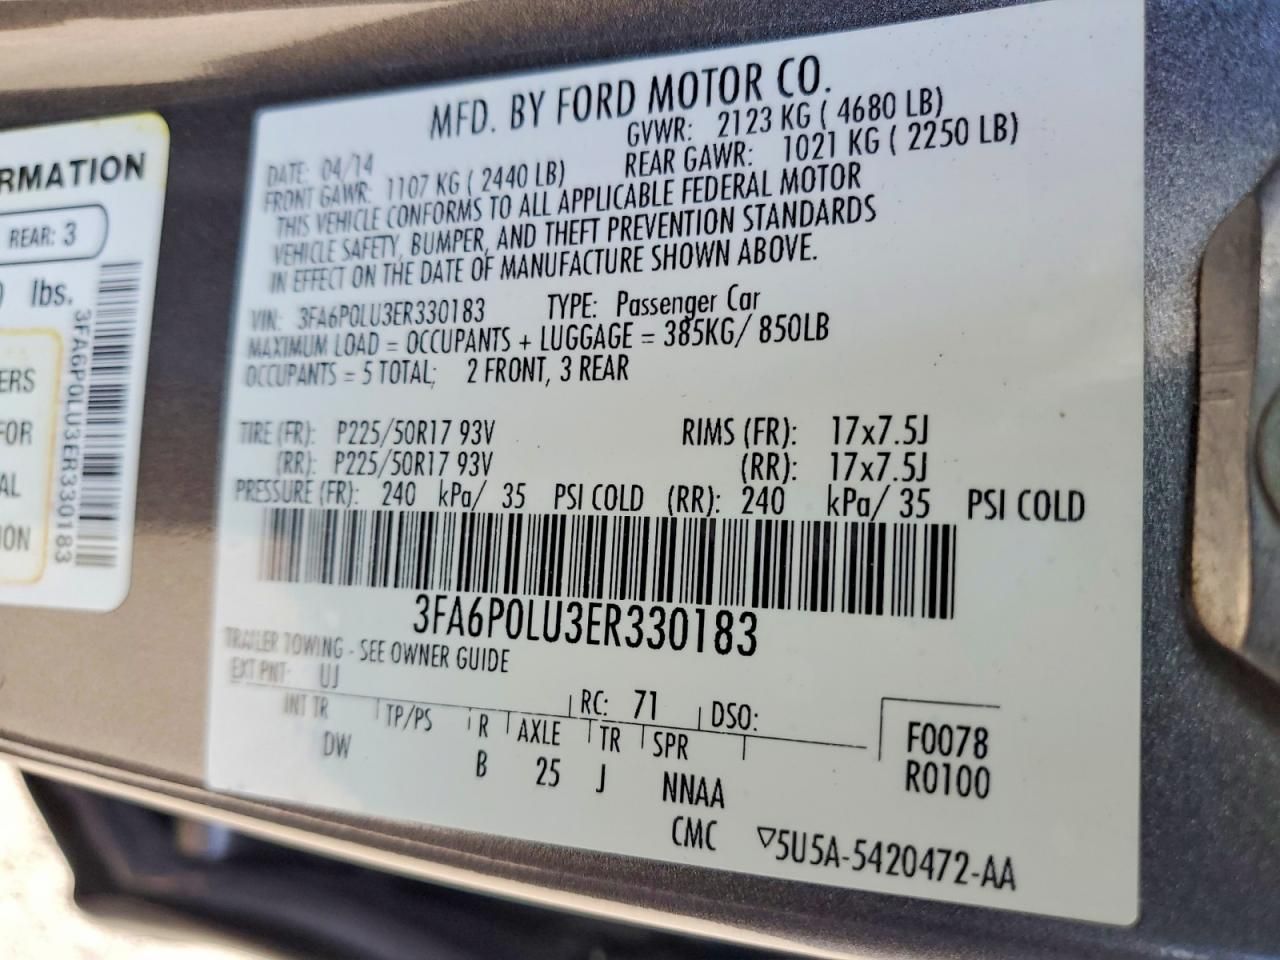 RMATION
REAR: 3
lbs.
3FA6P0LU3ER330183
ERS
FOR
AL
ION
MFD. BY FORD MOTOR CO.
DATE: 04/14 GVWR: 2123 KG ( 4680 LB)
FRONT GAWR: 1107 KG ( 2440 LB) REAR GAWR: 1021 KG ( 2250 LB)
THIS VEHICLE CONFORMS TO ALL APPLICABLE FEDERAL MOTOR
VEHICLE SAFETY, BUMPER, AND THEFT PREVENTION STANDARDS
IN EFFECT ON THE DATE OF MANUFACTURE SHOWN ABOVE.
VIN: 3FA6P0LU3ER330183 TYPE: Passenger Car
MAXIMUM LOAD = OCCUPANTS + LUGGAGE = 385KG/ 850LB
OCCUPANTS = 5 TOTAL; 2 FRONT, 3 REAR
TIRE (FR): P225/50R17 93V RIMS (FR): 17x7.5J
(RR): P225/50R17 93V (RR): 17x7.5J
PRESSURE (FR): 240 kPa/ 35 PSI COLD (RR): 240 kPa/ 35 PSI COLD
3FA6P0LU3ER330183
TRAILER TOWING - SEE OWNER GUIDE
EXT PNT: UJ RC: 71 DSO:
INT TR TP/PS R AXLE TR SPR F0078
DW B 25 J NNAA R0100
CMC ▽5U5A-5420472-AA